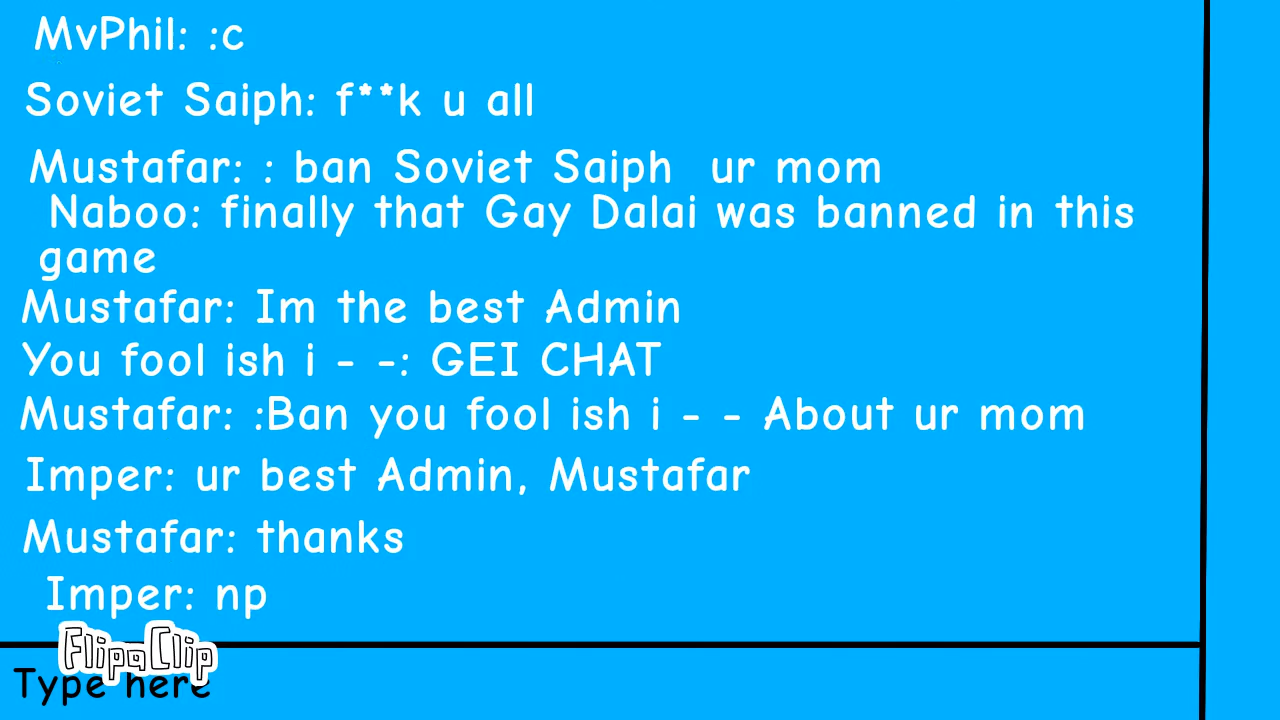 MvPhil: :c
Soviet Saiph: f**k u all
Mustafar: : ban Soviet Saiph ur mom
Naboo: finally that Gay Dalai was banned in this
game
Mustafar: Im the best Admin
You fool ish i - -: GEI CHAT
Mustafar: :Ban you fool ish i - - About ur mom
Imper: ur best Admin, Mustafar
Mustafar: thanks
Imper: np
FlipaClip
Type here